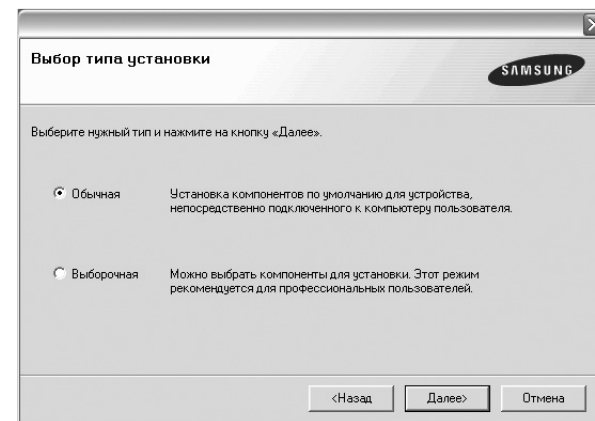 Выбор типа установки
SAMSUNG
Выберите нужный тип и нажмите на кнопку «Далее».
Обычная Установка компонентов по умолчанию для устройства,
непосредственно подключенного к компьютеру пользователя.
Выборочная Можно выбрать компоненты для установки. Этот режим
рекомендуется для профессиональных пользователей.
<Назад Далее> Отмена